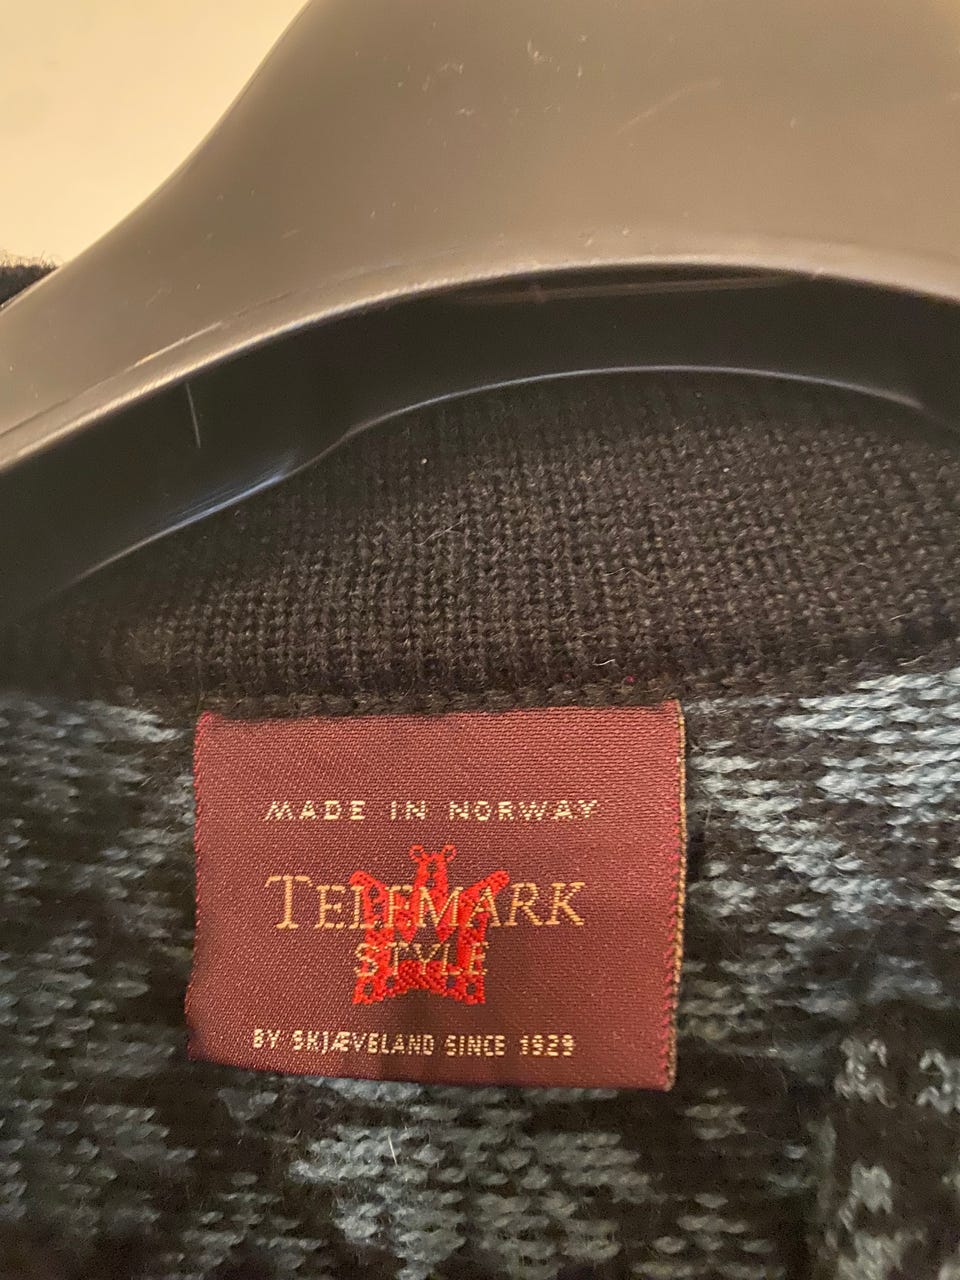 MADE IN NORWAY
TELEMARK
STYLE
BY SKJÆVELAND SINCE 1929